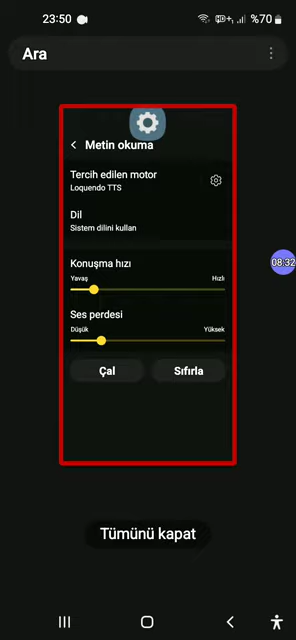 23:50
%70
Ara
Metin okuma
Tercih edilen motor
Loquendo TTS
Dil
Sistem dilini kullan
Konuşma hızı
Yavaş Hızlı
08:32
Ses perdesi
Düşük Yüksek
Çal Sıfırla
Tümünü kapat